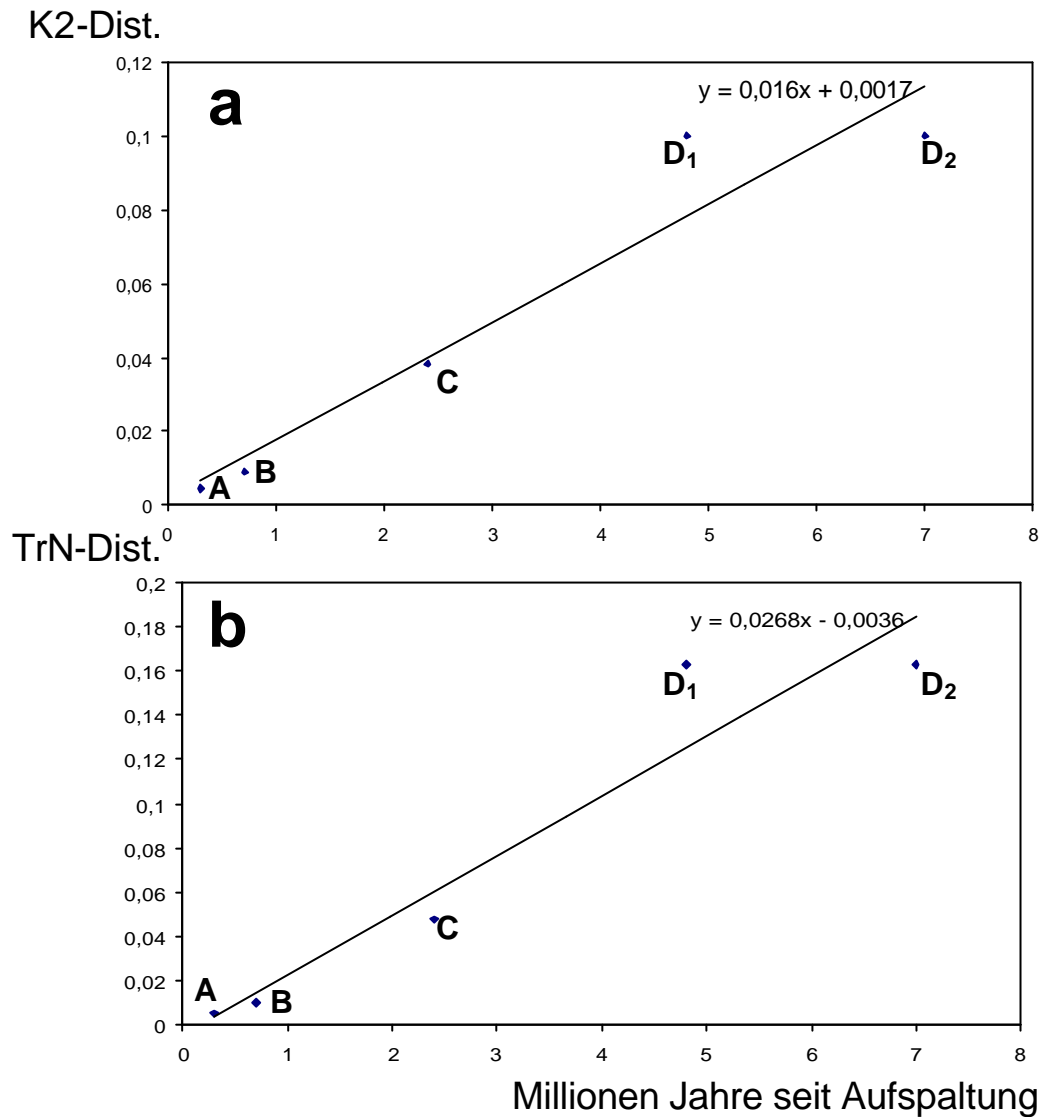 K2-Dist.
0,12
a
y = 0,016x + 0,0017
0,1
D1
D2
0,08
0,06
0,04
C
0,02
B
A
0
0 1 2 3 4 5 6 7 8
TrN-Dist.
0,2
b
y = 0,0268x - 0,0036
0,18
0,16
D1
D2
0,14
0,12
0,1
0,08
0,06
0,04
C
0,02
A
B
0
0 1 2 3 4 5 6 7 8
Millionen Jahre seit Aufspaltung